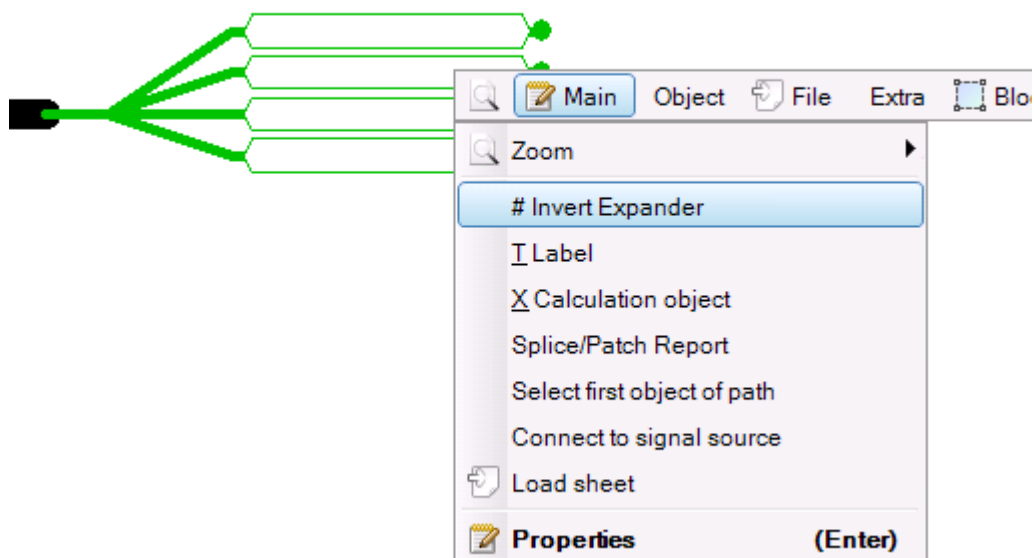 Main Object File Extra
Zoom
# Invert Expander
T Label
X Calculation object
Splice/Patch Report
Select first object of path
Connect to signal source
Load sheet
Properties (Enter)